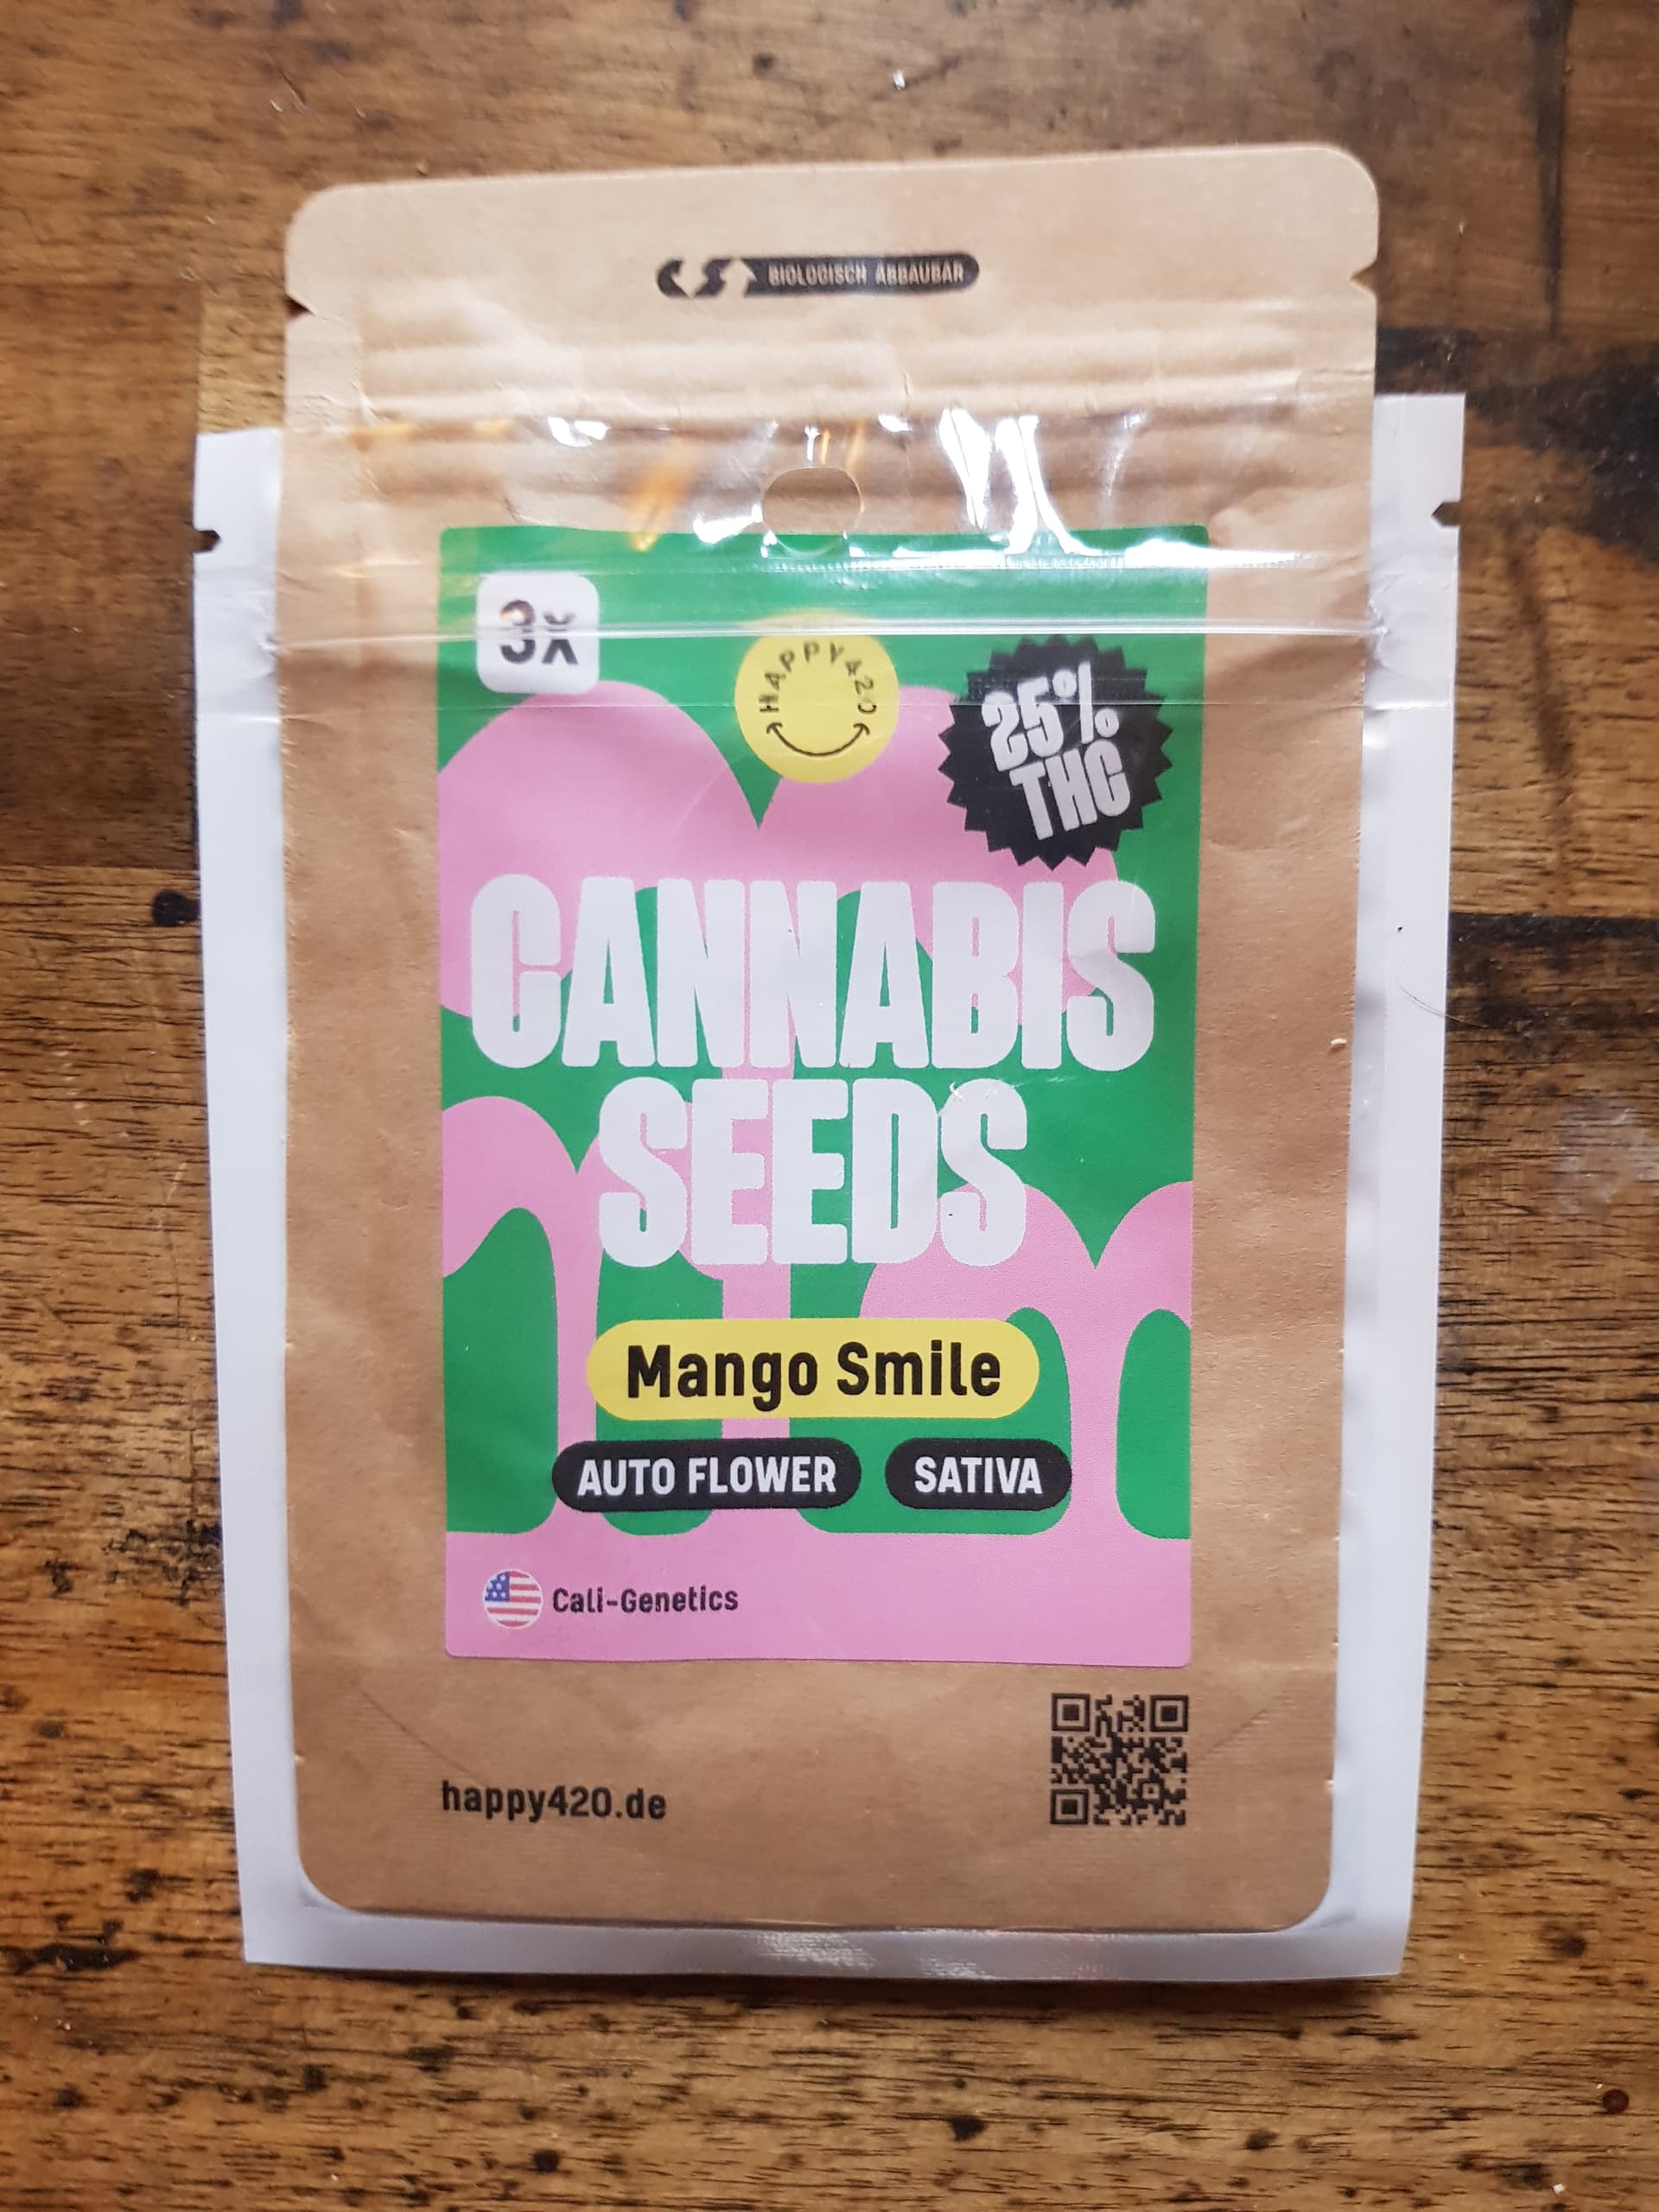 BIOLOGISCH ABBAUBAR
3x
HAPPY420
25%
THC
CANNABIS
SEEDS
Mango Smile
AUTO FLOWER SATIVA
Cali-Genetics
happy420.de